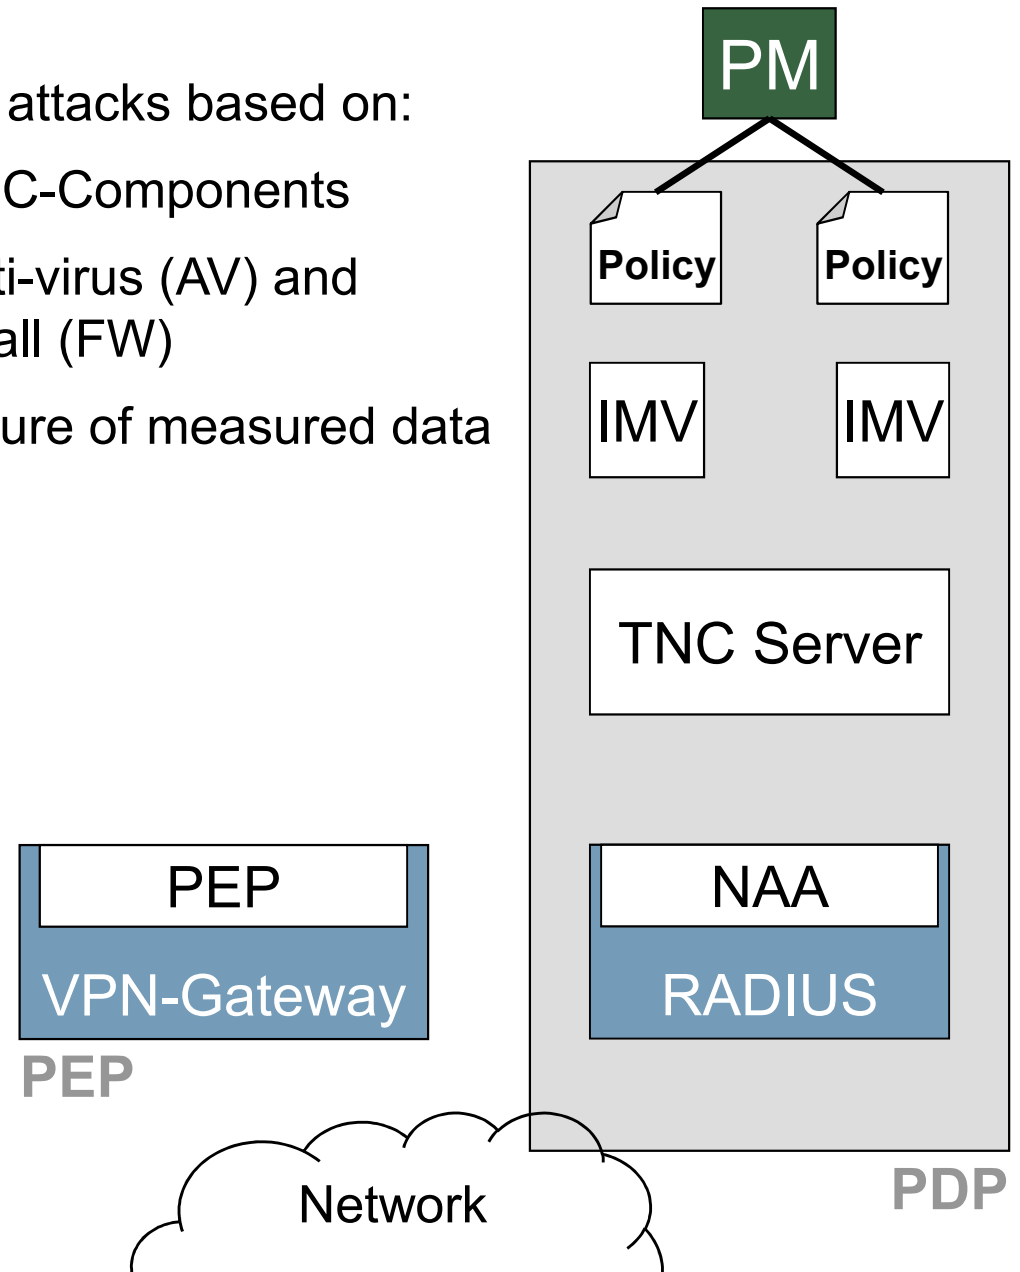 attacks based on:
C-Components
ti-virus (AV) and
all (FW)
ure of measured data
PM
Policy Policy
IMV IMV
TNC Server
PEP
VPN-Gateway
PEP
NAA
RADIUS
PDP
Network